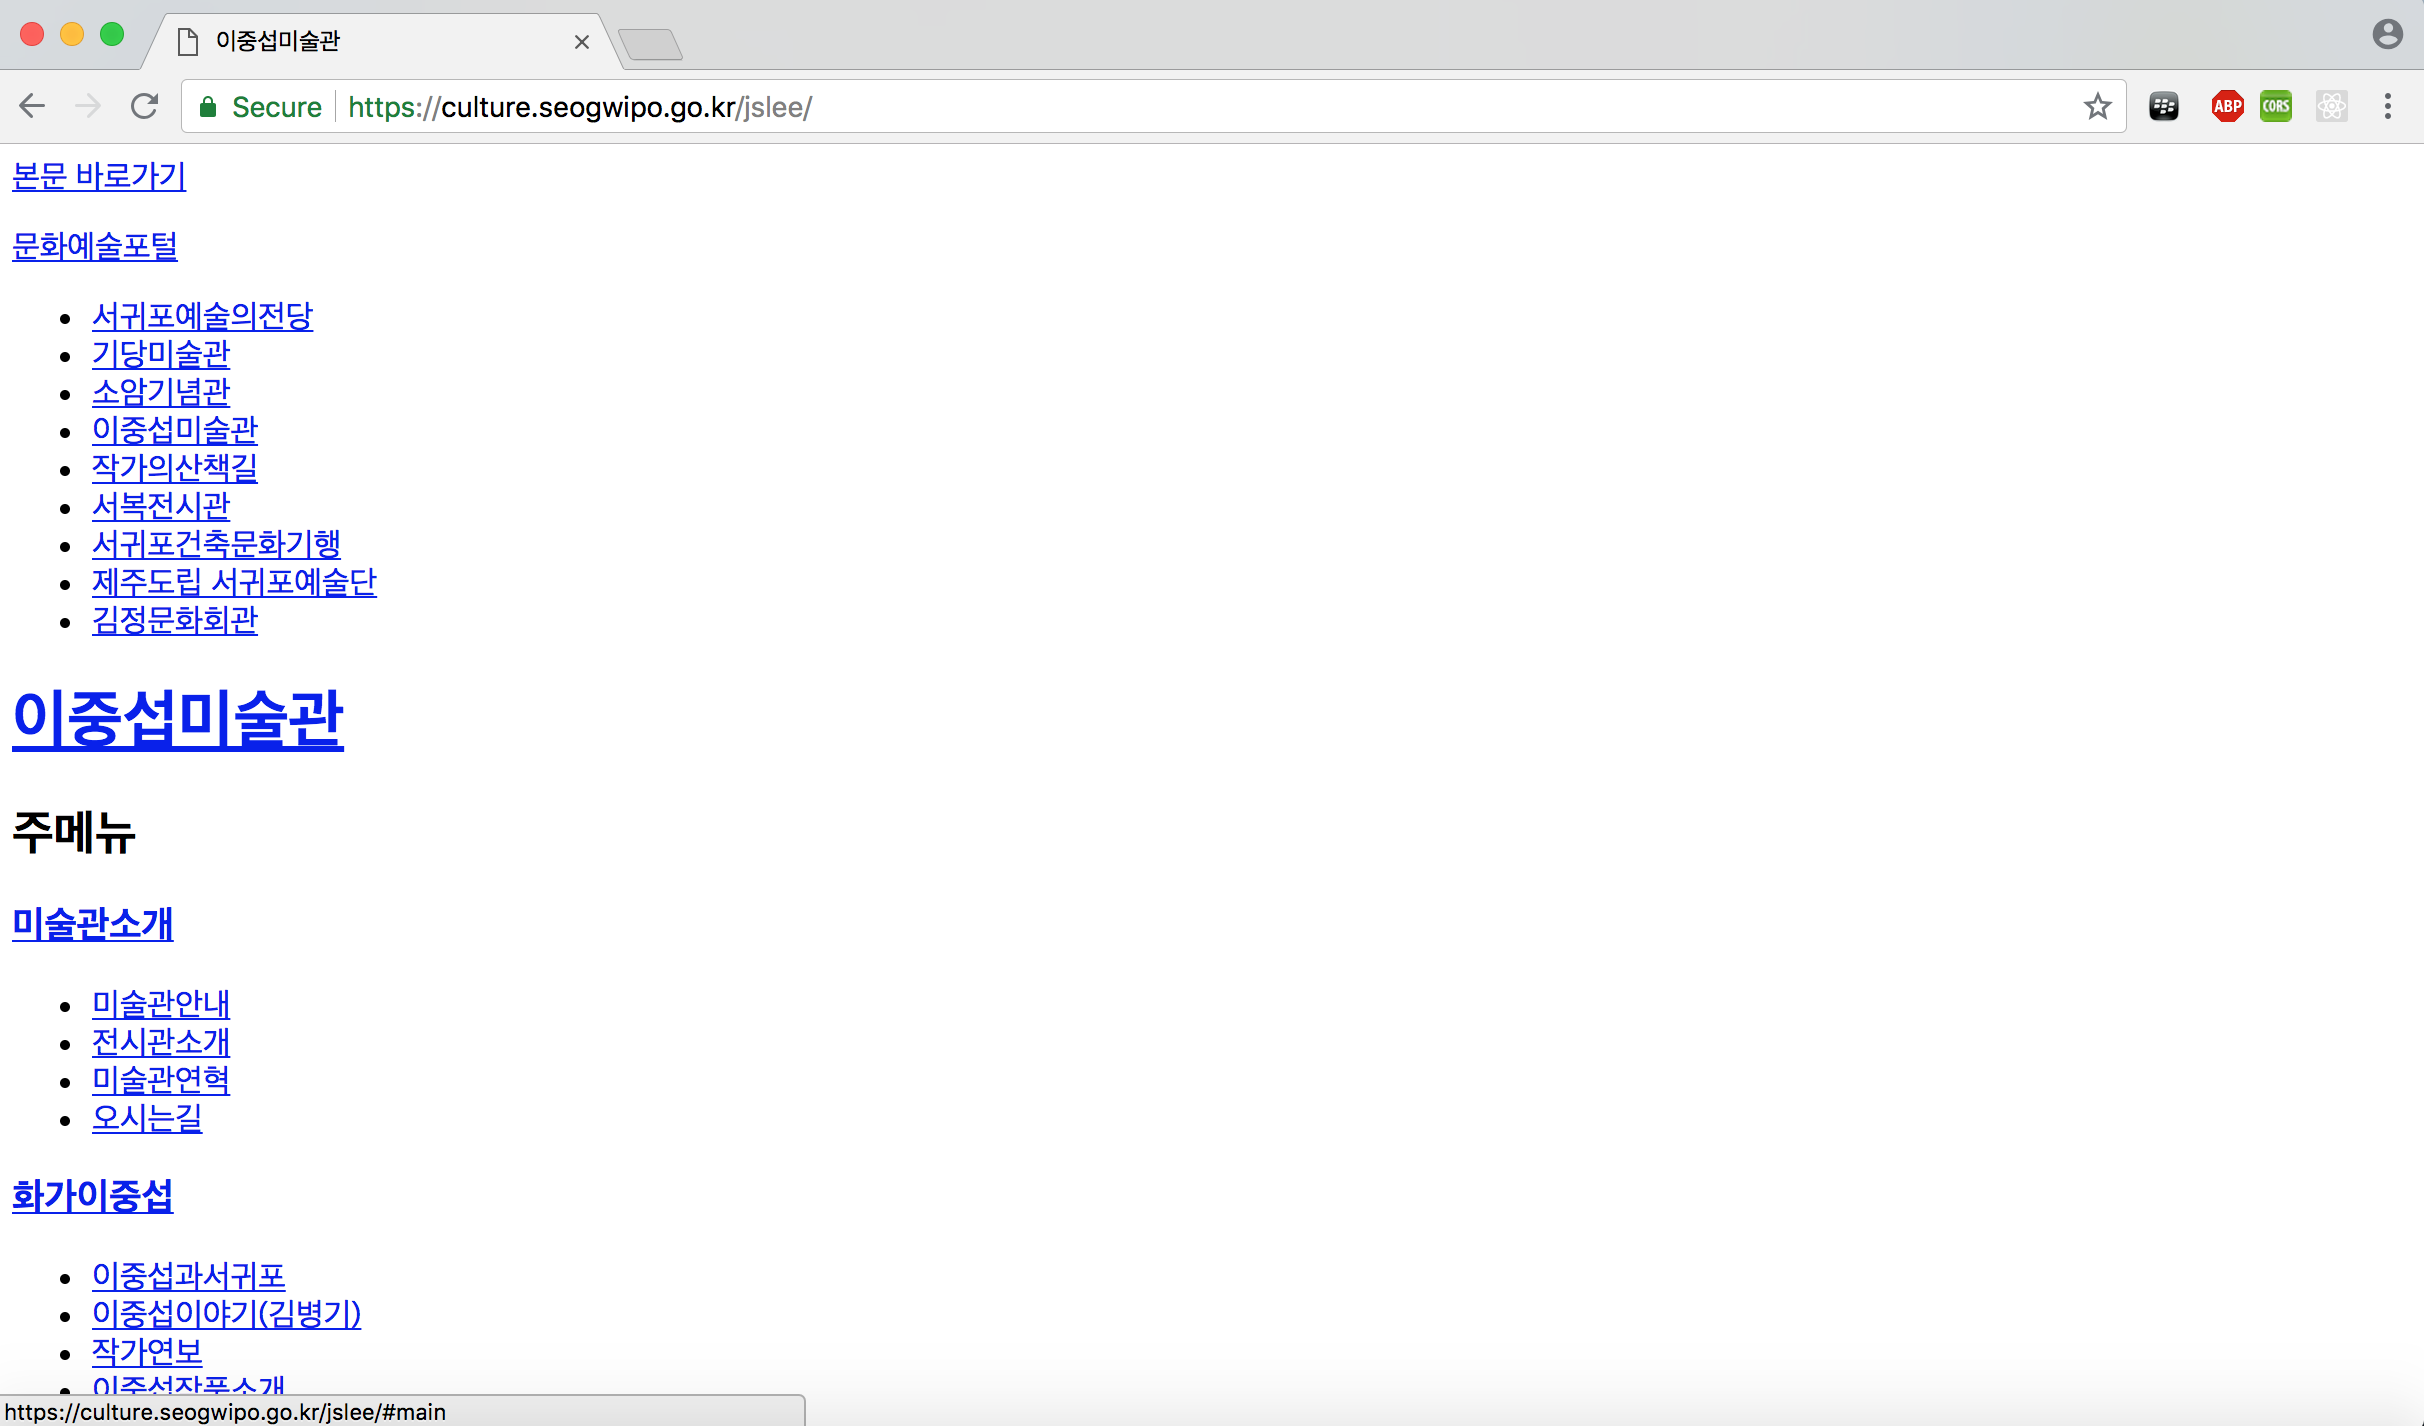 이중섭미술관
Secure https://culture.seogwipo.go.kr/jslee/
ABP CORS
본문 바로가기
문화예술포털
서귀포예술의전당
기당미술관
소암기념관
이중섭미술관
작가의산책길
서복전시관
서귀포건축문화기행
제주도립 서귀포예술단
김정문화회관
이중섭미술관
주메뉴
미술관소개
미술관안내
전시관소개
미술관연혁
오시는길
화가이중섭
이중섭과서귀포
이중섭이야기(김병기)
작가연보
이중섭작품소개
https://culture.seogwipo.go.kr/jslee/#main